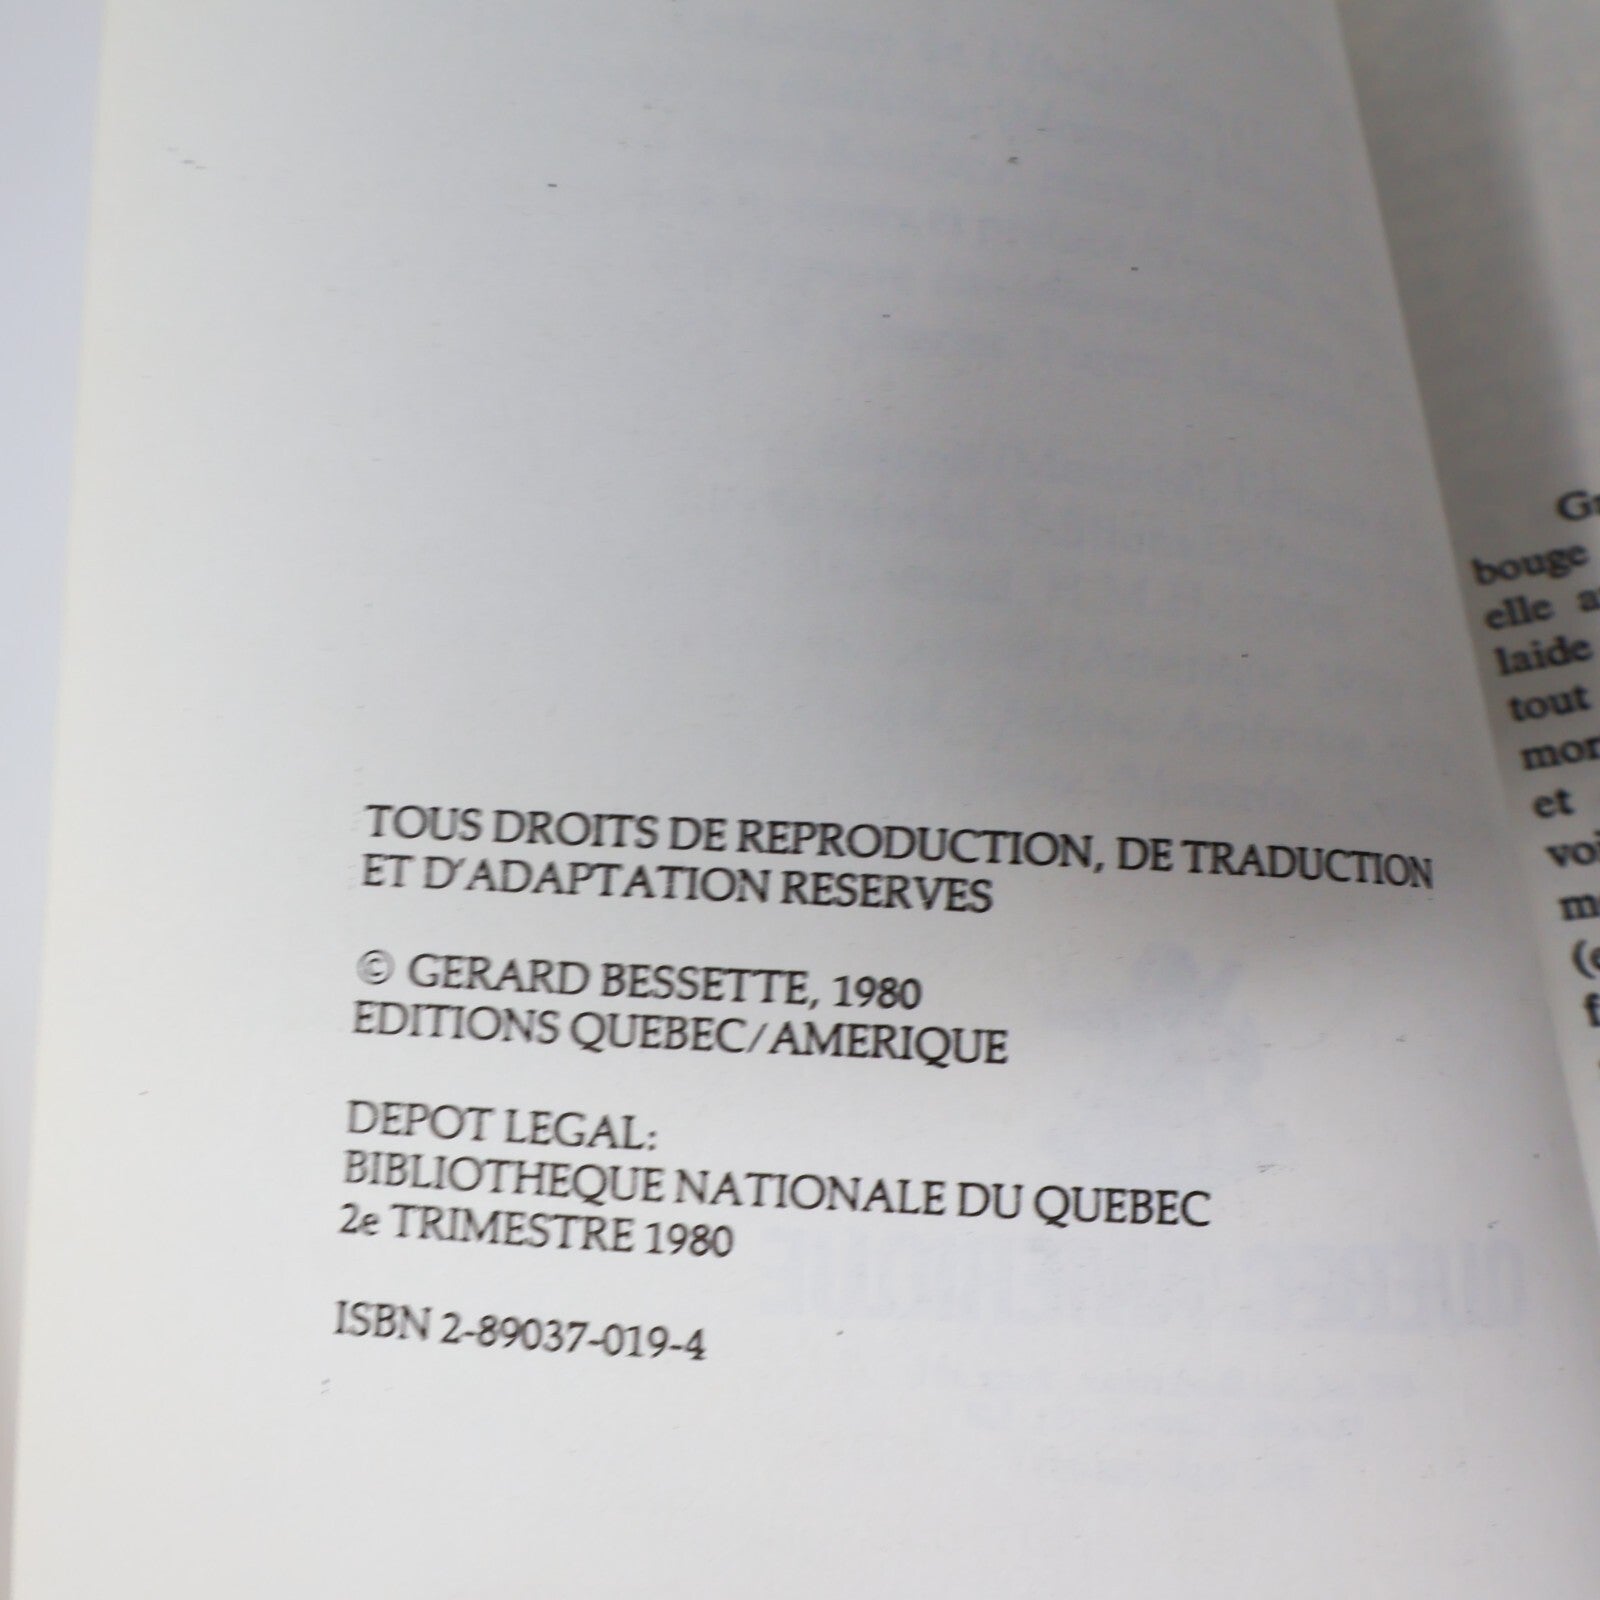 TOUS DROITS DE REPRODUCTION, DE TRADUCTION
ET D'ADAPTATION RESERVES
© GERARD BESSETTE, 1980
EDITIONS QUEBEC/AMERIQUE
DEPOT LEGAL:
BIBLIOTHEQUE NATIONALE DU QUEBEC
2e TRIMESTRE 1980
ISBN 2-89037-019-4
bouge
elle
laide
tout
et